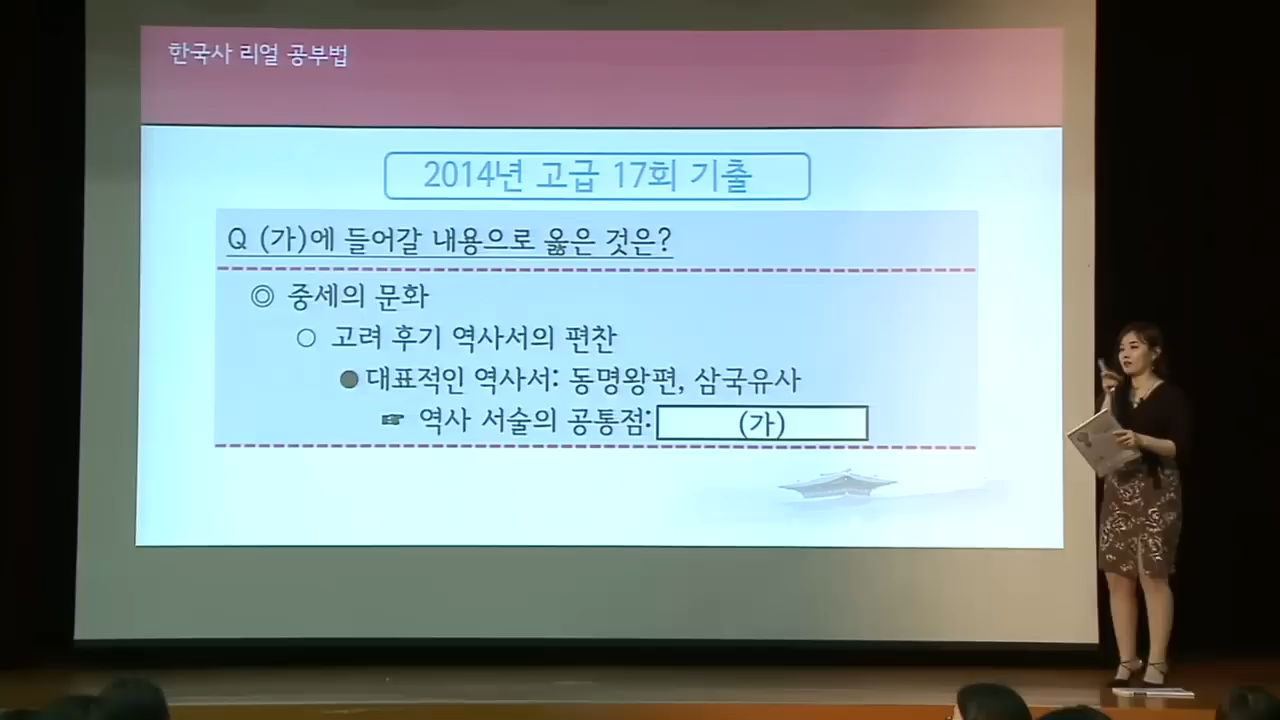 한국사 리얼 공부법
2014년 고급 17회 기출
Q (가)에 들어갈 내용으로 옳은 것은?
◎ 중세의 문화
○ 고려 후기 역사서의 편찬
● 대표적인 역사서: 동명왕편, 삼국유사
☞ 역사 서술의 공통점: (가)